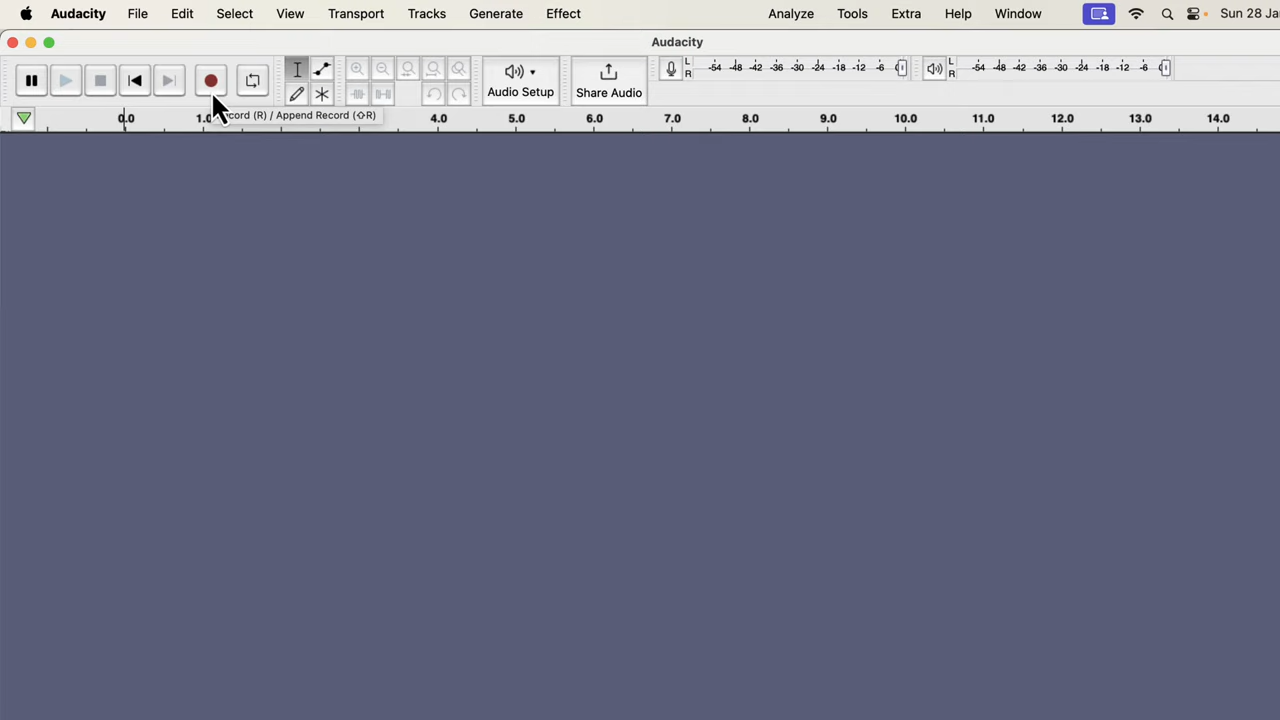 Audacity File Edit Select View Transport Tracks Generate Effect Analyze Tools Extra Help Window Sun 28 Ja
Audacity
L -54 -48 -42 -36 -30 -24 -18 -12 -6 0 L -54 -48 -42 -36 -30 -24 -18 -12 -6 0
R R
Audio Setup Share Audio
0.0 1.0 4.0 5.0 6.0 7.0 8.0 9.0 10.0 11.0 12.0 13.0 14.0
cord (R) / Append Record (⇧R)